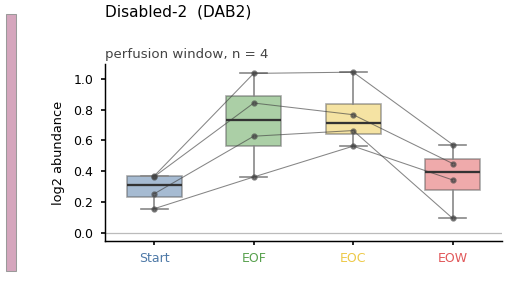 Disabled-2 (DAB2)
perfusion window, n = 4
log2 abundance
1.0
0.8
0.6
0.4
0.2
0.0
Start EOF EOC EOW